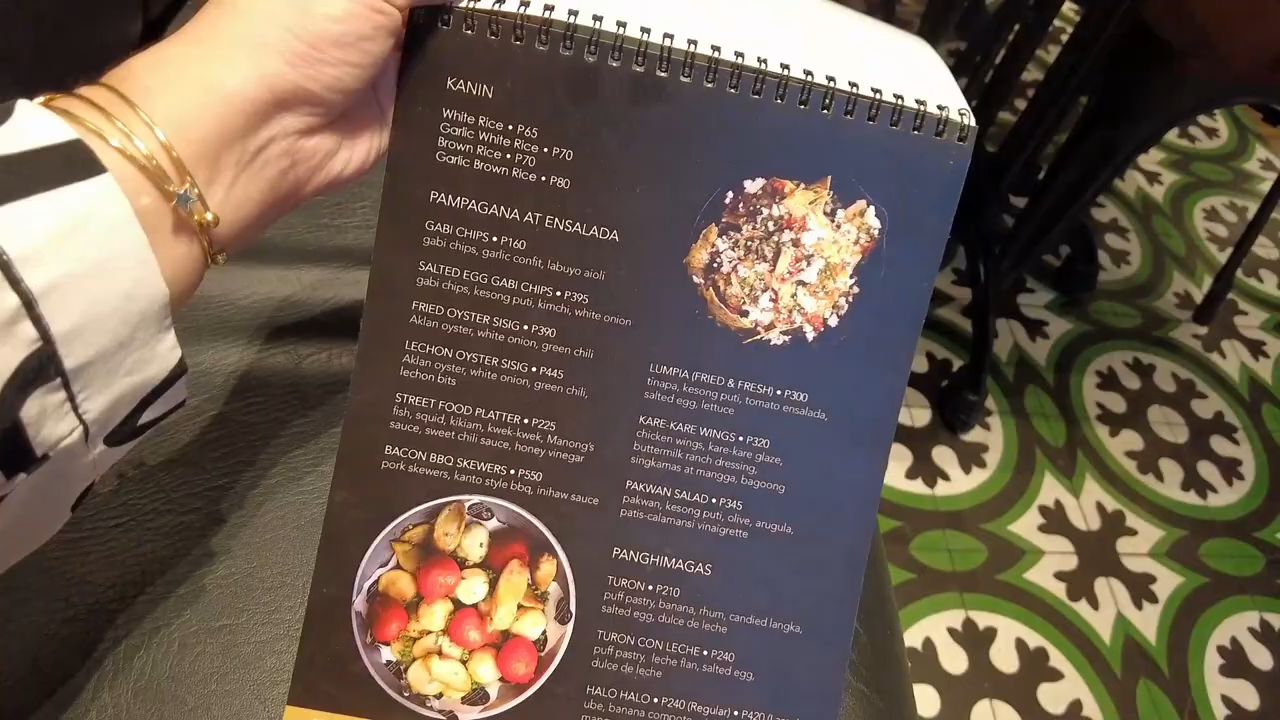 KANIN
White Rice • P65
Garlic White Rice • P70
Brown Rice • P70
Garlic Brown Rice • P80
PAMPAGANA AT ENSALADA
GABI CHIPS • P160
gabi chips, garlic confit, labuyo aioli
SALTED EGG GABI CHIPS • P395
gabi chips, kesong puti, kimchi, white onion
FRIED OYSTER SISIG • P390
Aklan oyster, white onion, green chili
LECHON OYSTER SISIG • P445
Aklan oyster, white onion, green chili,
lechon bits
STREET FOOD PLATTER • P225
fish, squid, kikiam, kwek-kwek, Manong's
sauce, sweet chili sauce, honey vinegar
BACON BBQ SKEWERS • P550
pork skewers, kanto style bbq, inihaw sauce
LUMPIA (FRIED & FRESH) • P300
tinapa, kesong puti, tomato ensalada,
salted egg, lettuce
KARE-KARE WINGS • P320
chicken wings, kare-kare glaze,
buttermilk ranch dressing,
singkamas at mangga, bagoong
PAKWAN SALAD • P345
pakwan, kesong puti, olive, arugula,
patis-calamansi vinaigrette
PANGHIMAGAS
TURON • P210
puff pastry, banana, rhum, candied langka,
salted egg, dulce de leche
TURON CON LECHE • P240
puff pastry, leche flan, salted egg,
dulce de leche
HALO HALO • P240 (Regular) • P420
ube, banana compote